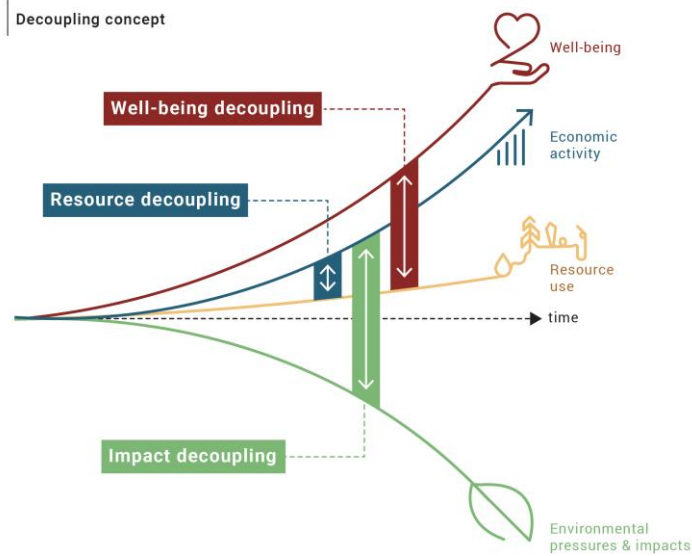 Decoupling concept
Well-being
Well-being decoupling
Economic
activity
Resource decoupling
Resource
use
time
Impact decoupling
Environmental
pressures & impacts